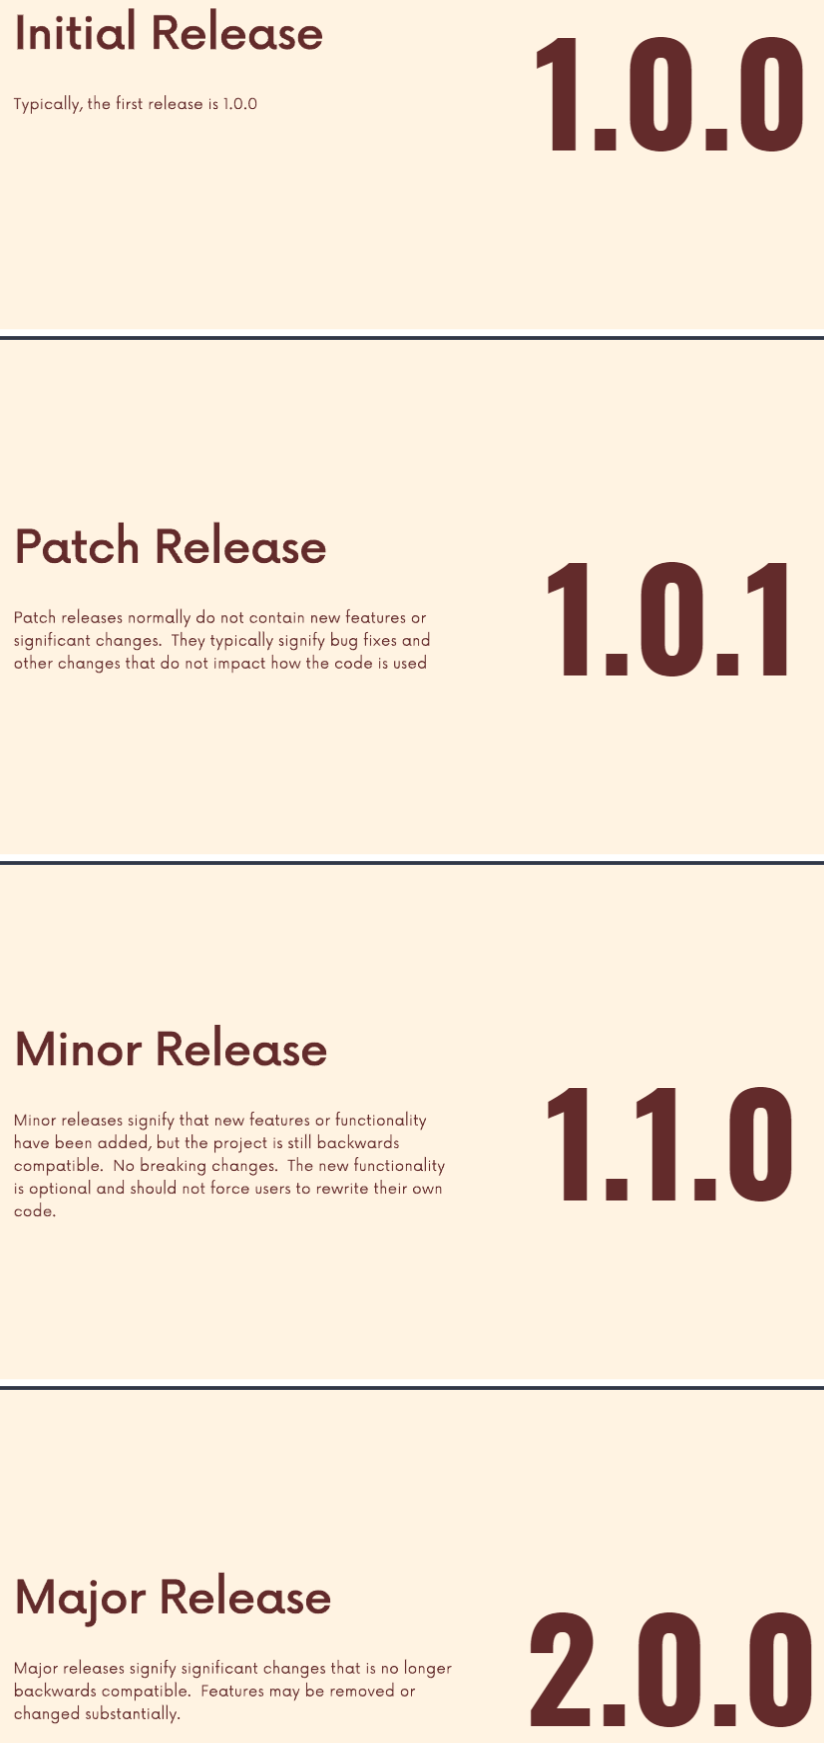 Initial Release
1.0.0
Typically, the first release is 1.0.0
Patch Release
1.0.1
Patch releases normally do not contain new features or
significant changes.  They typically signify bug fixes and
other changes that do not impact how the code is used
Minor Release
1.1.0
Minor releases signify that new features or functionality
have been added, but the project is still backwards
compatible.  No breaking changes.  The new functionality
is optional and should not force users to rewrite their own
code.
Major Release
2.0.0
Major releases signify significant changes that is no longer
backwards compatible.  Features may be removed or
changed substantially.